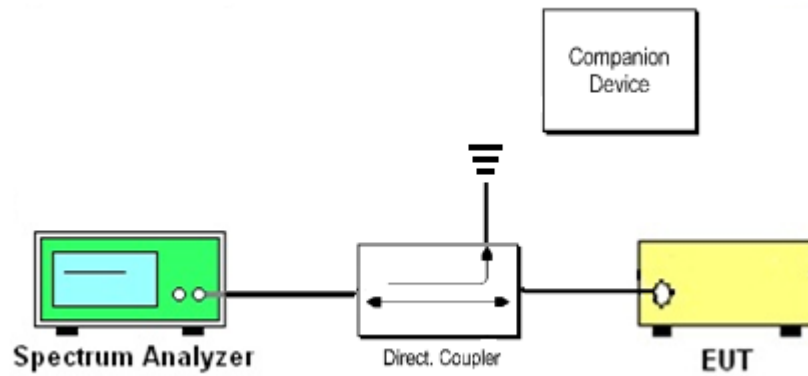 Companion
Device
Spectrum Analyzer
Direct. Coupler
EUT